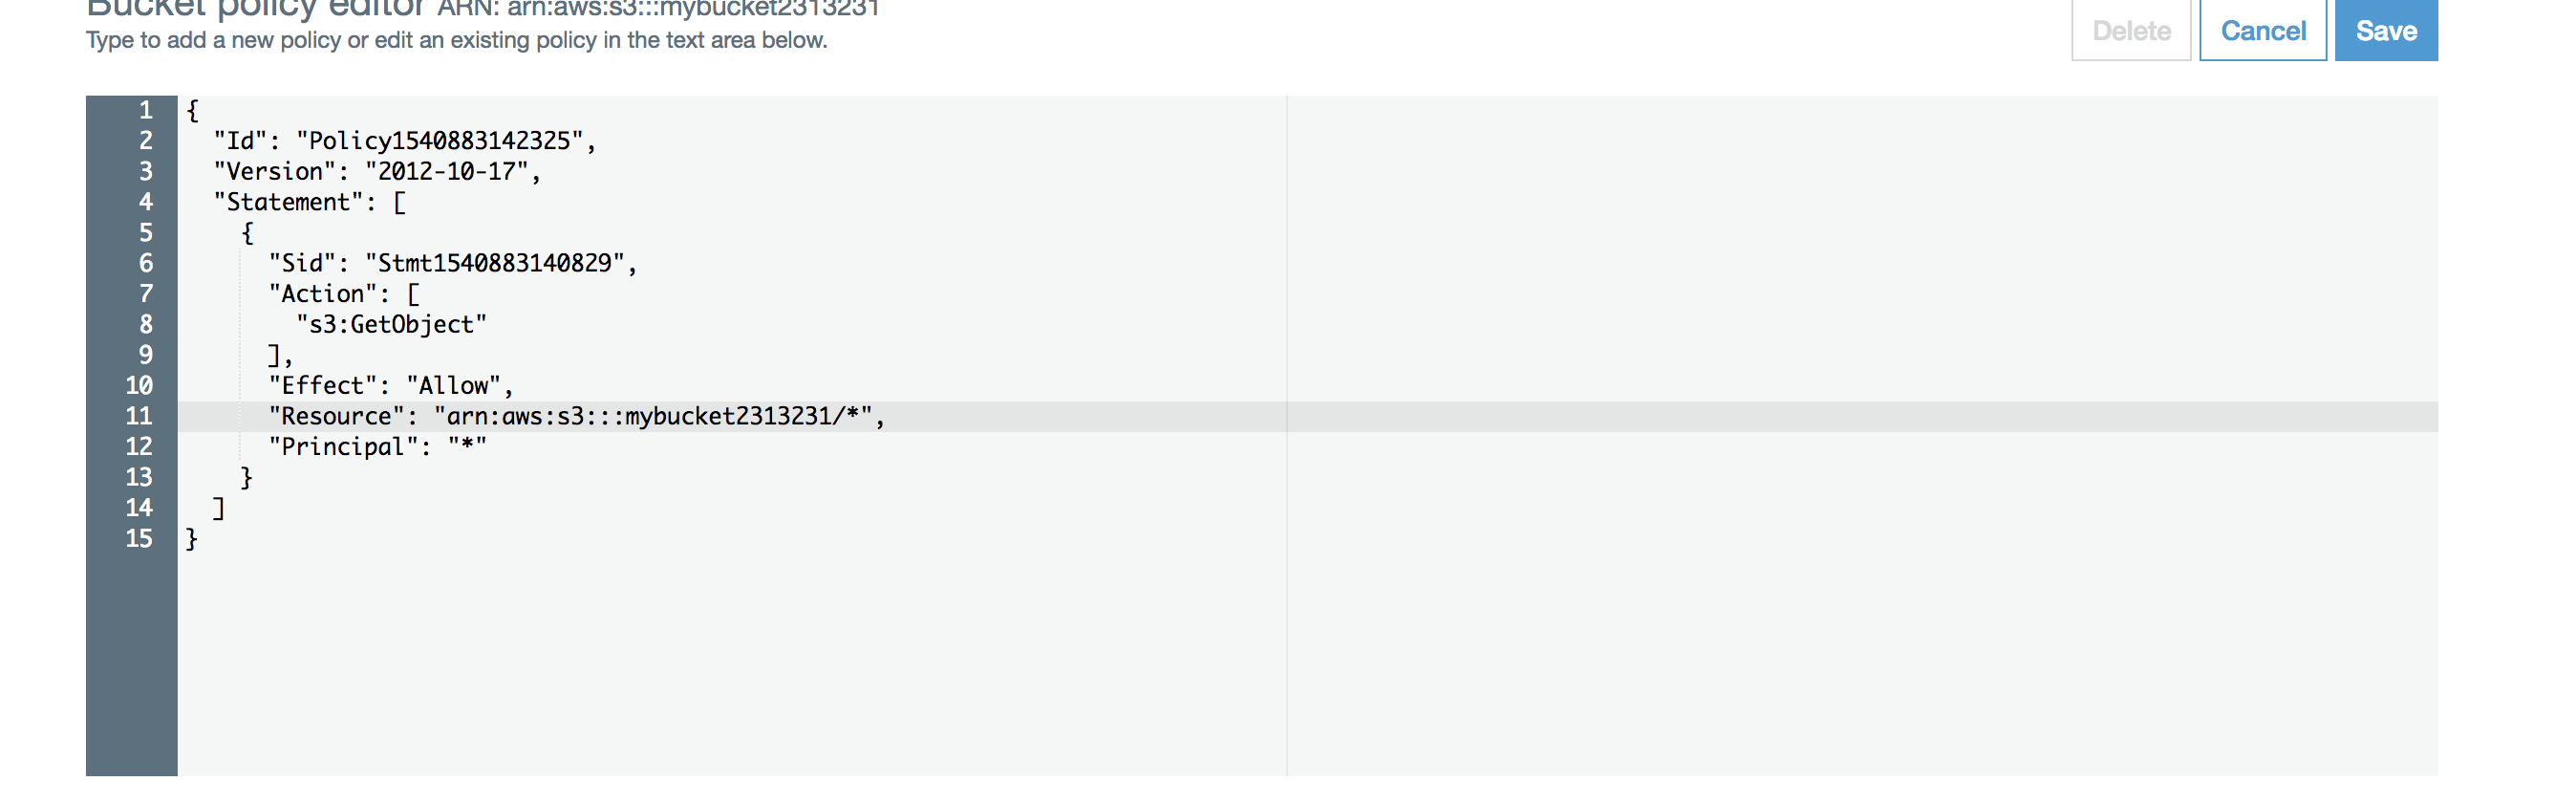 Bucket policy editor ARN: arn:aws:s3:::mybucket2313231
Type to add a new policy or edit an existing policy in the text area below.
Delete Cancel Save
1 {
2 "Id": "Policy1540883142325",
3 "Version": "2012-10-17",
4 "Statement": [
5 {
6 "Sid": "Stmt1540883140829",
7 "Action": [
8 "s3:GetObject"
9 ],
10 "Effect": "Allow",
11 "Resource": "arn:aws:s3:::mybucket2313231/*",
12 "Principal": "*"
13 }
14 ]
15 }